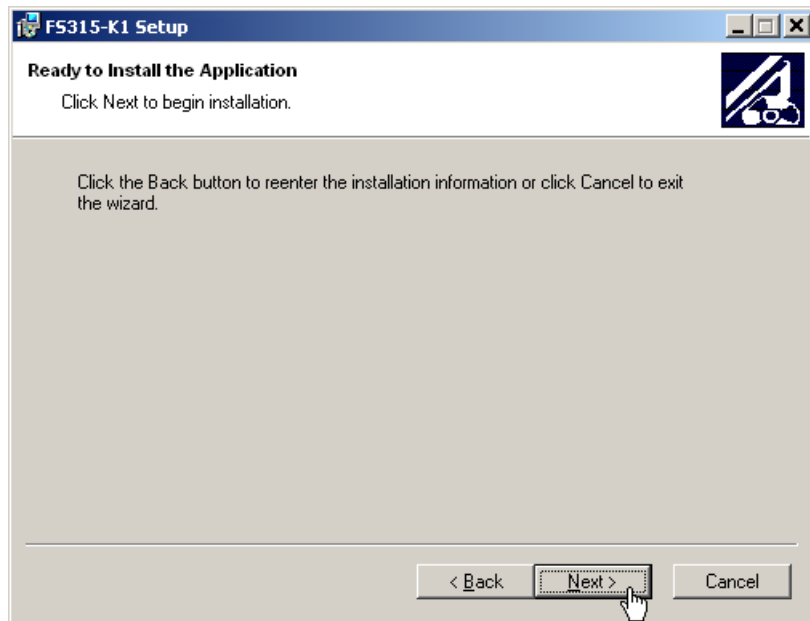 FS315-K1 Setup
Ready to Install the Application
Click Next to begin installation.
Click the Back button to reenter the installation information or click Cancel to exit
the wizard.
< Back
Next >
Cancel